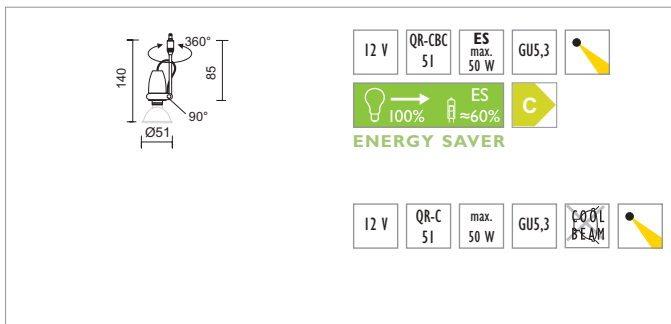 360°
140
85
90°
Ø51
12 V
QR-CBC
51
ES
max.
50 W
GU5,3
100%
ES
≈60%
C
ENERGY SAVER
12 V
QR-C
51
max.
50 W
GU5,3
COOL
BEAM